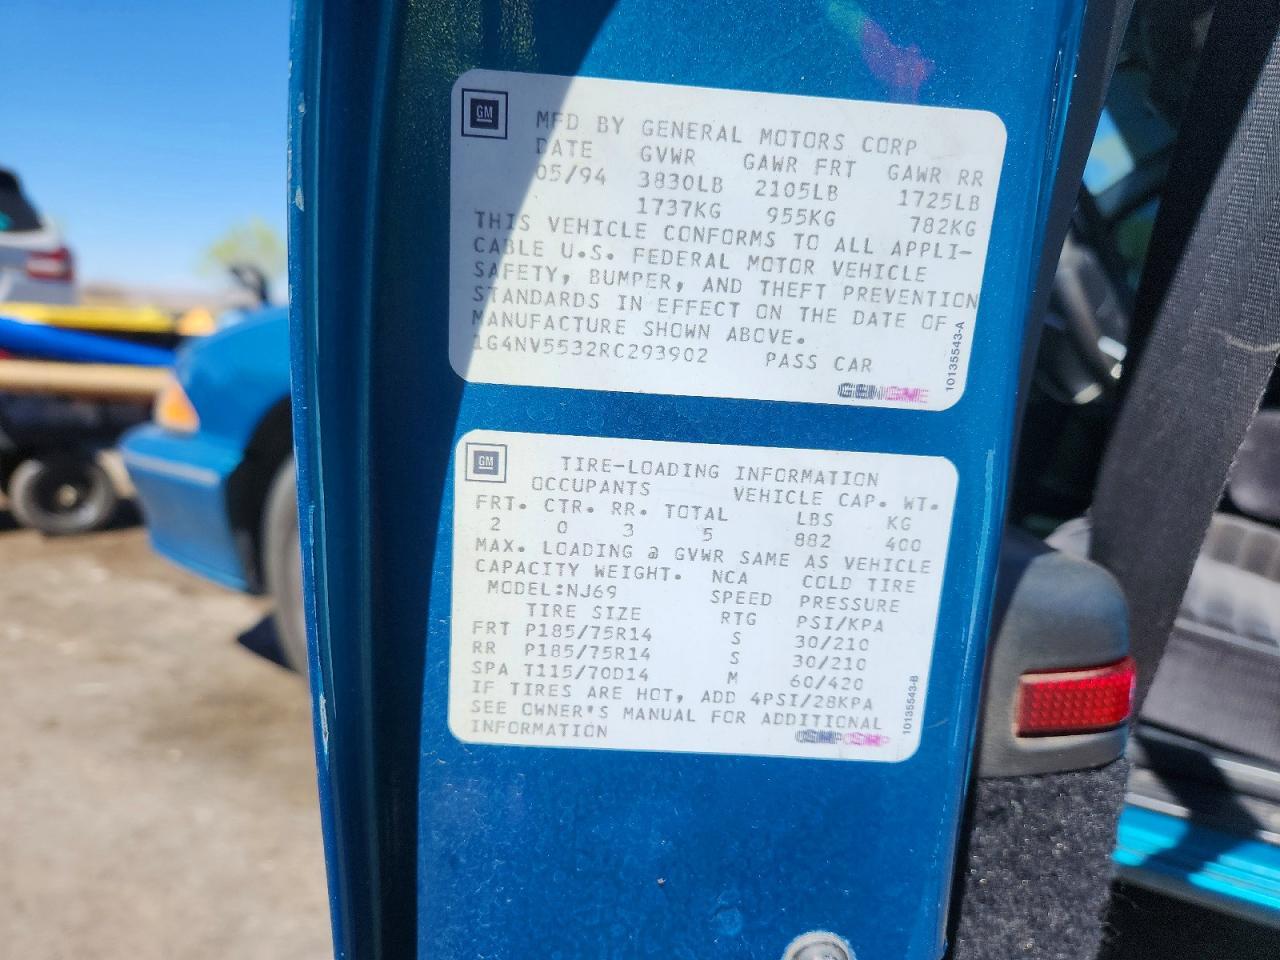 GM
MFD BY GENERAL MOTORS CORP
DATE GVWR GAWR FRT GAWR RR
05/94 3830LB 2105LB 1725LB
1737KG 955KG 782KG
THIS VEHICLE CONFORMS TO ALL APPLI-
CABLE U.S. FEDERAL MOTOR VEHICLE
SAFETY, BUMPER, AND THEFT PREVENTION
STANDARDS IN EFFECT ON THE DATE OF
MANUFACTURE SHOWN ABOVE.
1G4NV5532RC293902 PASS CAR
10135543-A
GM
TIRE-LOADING INFORMATION
OCCUPANTS VEHICLE CAP. WT.
FRT. CTR. RR. TOTAL LBS KG
2 0 3 5 882 400
MAX. LOADING @ GVWR SAME AS VEHICLE
CAPACITY WEIGHT. NCA COLD TIRE
MODEL:NJ69 SPEED PRESSURE
TIRE SIZE RTG PSI/KPA
FRT P185/75R14 S 30/210
RR P185/75R14 S 30/210
SPA T115/70D14 M 60/420
IF TIRES ARE HOT, ADD 4PSI/28KPA
SEE OWNER'S MANUAL FOR ADDITIONAL
INFORMATION
10135543-B